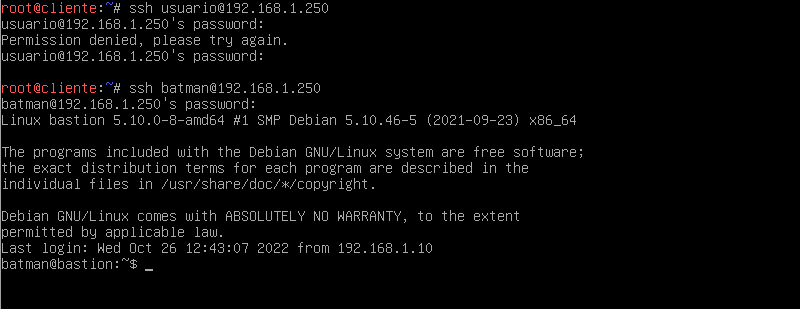 root@cliente:~# ssh usuario@192.168.1.250
usuario@192.168.1.250's password:
Permission denied, please try again.
usuario@192.168.1.250's password:
root@cliente:~# ssh batman@192.168.1.250
batman@192.168.1.250's password:
Linux bastion 5.10.0-8-amd64 #1 SMP Debian 5.10.46-5 (2021-09-23) x86_64
The programs included with the Debian GNU/Linux system are free software;
the exact distribution terms for each program are described in the
individual files in /usr/share/doc/*/copyright.
Debian GNU/Linux comes with ABSOLUTELY NO WARRANTY, to the extent
permitted by applicable law.
Last login: Wed Oct 26 12:43:07 2022 from 192.168.1.10
batman@bastion:~$ _